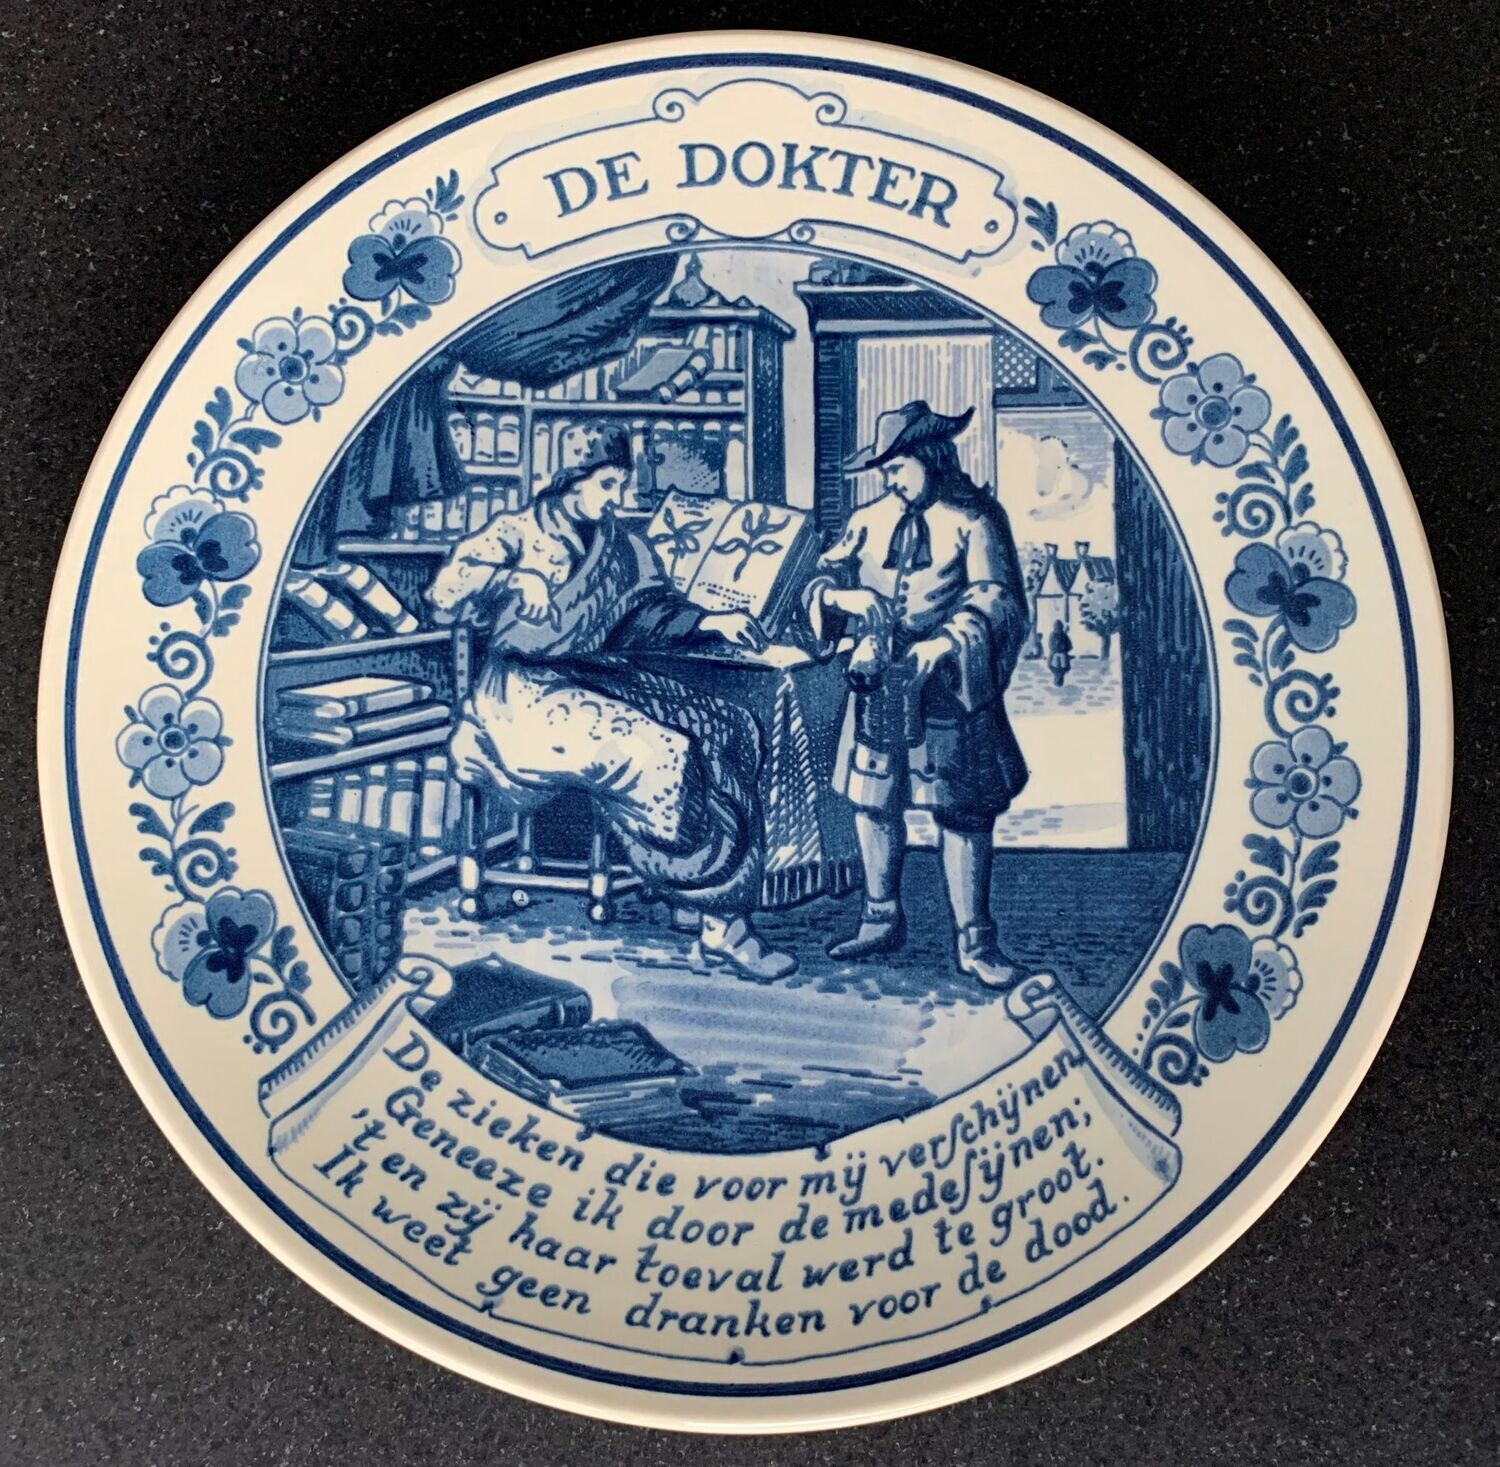 DE DOKTER
De zieken die voor mij verſchijnen
Geneeze ik door de medeſijnen;
't en zij haar toeval werd te groot.
Ik weet geen dranken voor de dood.